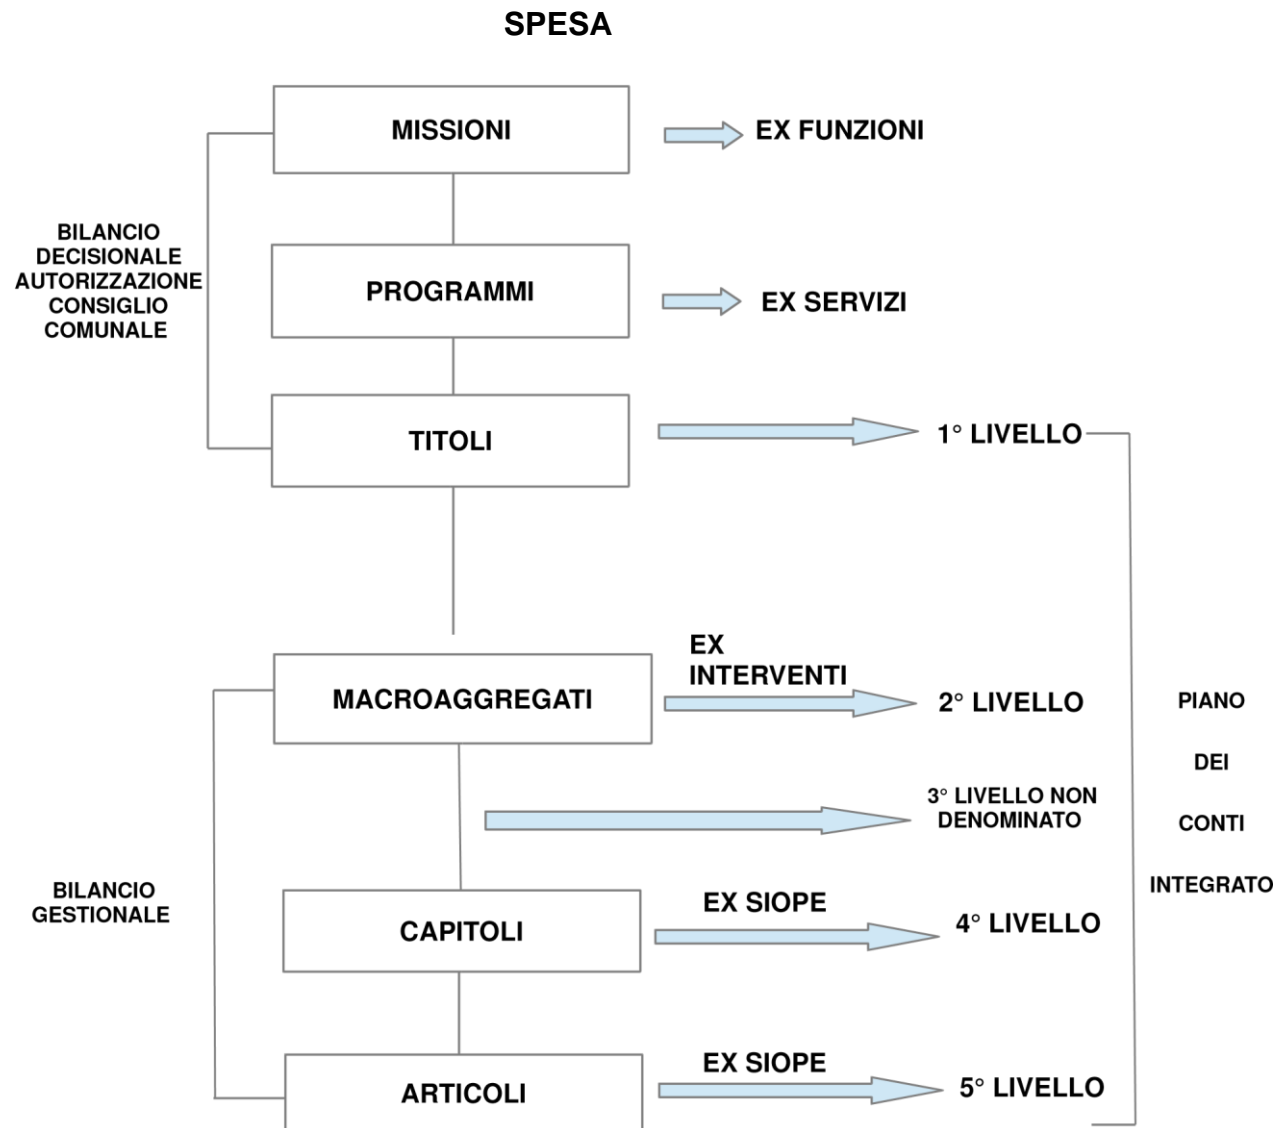 SPESA
MISSIONI
EX FUNZIONI
BILANCIO
DECISIONALE
AUTORIZZAZIONE
CONSIGLIO
COMUNALE
PROGRAMMI
EX SERVIZI
TITOLI
1° LIVELLO
EX
INTERVENTI
MACROAGGREGATI
2° LIVELLO
PIANO
DEI
CONTI
INTEGRATO
3° LIVELLO NON
DENOMINATO
BILANCIO
GESTIONALE
EX SIOPE
CAPITOLI
4° LIVELLO
EX SIOPE
ARTICOLI
5° LIVELLO